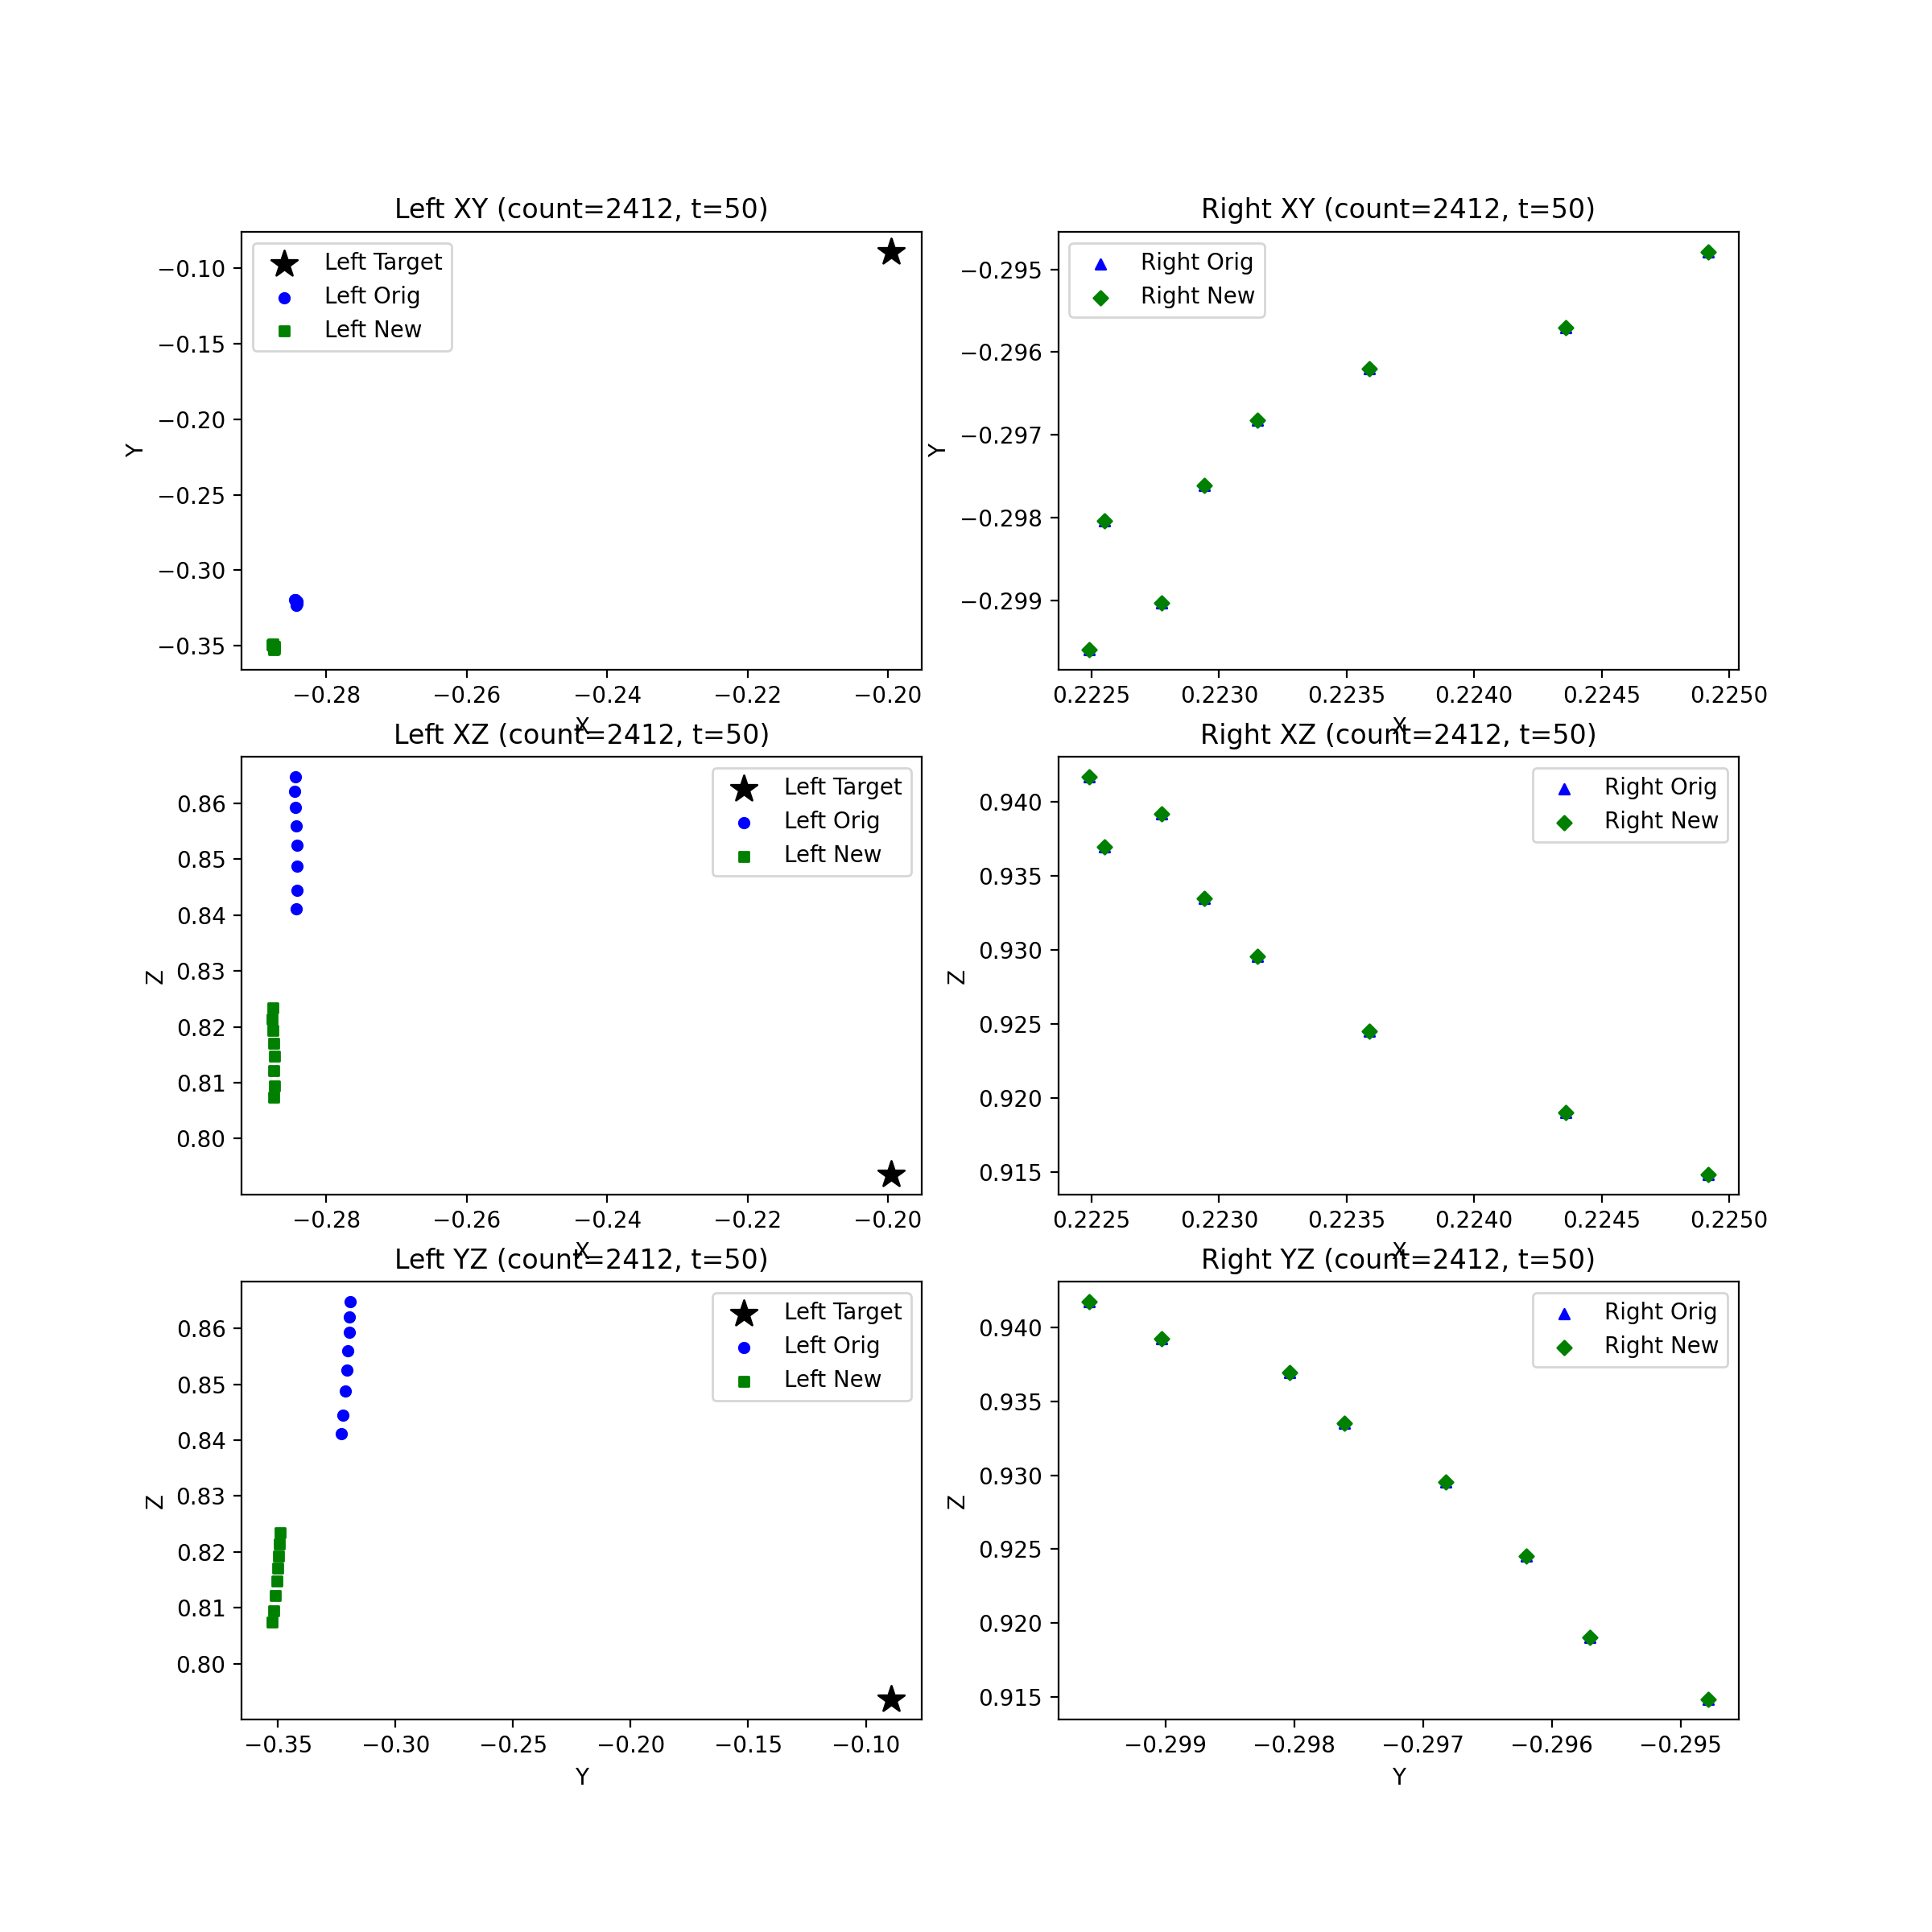 Left XY (count=2412, t=50)
Left Target
Left Orig
Left New
−0.10
−0.15
−0.20
−0.25
−0.30
−0.35
Y
−0.28
−0.26
−0.24
−0.22
−0.20
X
Right XY (count=2412, t=50)
Right Orig
Right New
−0.295
−0.296
−0.297
−0.298
−0.299
Y
0.2225
0.2230
0.2235
0.2240
0.2245
0.2250
X
Left XZ (count=2412, t=50)
Left Target
Left Orig
Left New
0.86
0.85
0.84
0.83
0.82
0.81
0.80
Z
−0.28
−0.26
−0.24
−0.22
−0.20
X
Right XZ (count=2412, t=50)
Right Orig
Right New
0.940
0.935
0.930
0.925
0.920
0.915
Z
0.2225
0.2230
0.2235
0.2240
0.2245
0.2250
X
Left YZ (count=2412, t=50)
Left Target
Left Orig
Left New
0.86
0.85
0.84
0.83
0.82
0.81
0.80
Z
−0.35
−0.30
−0.25
−0.20
−0.15
−0.10
Y
Right YZ (count=2412, t=50)
Right Orig
Right New
0.940
0.935
0.930
0.925
0.920
0.915
Z
−0.299
−0.298
−0.297
−0.296
−0.295
Y